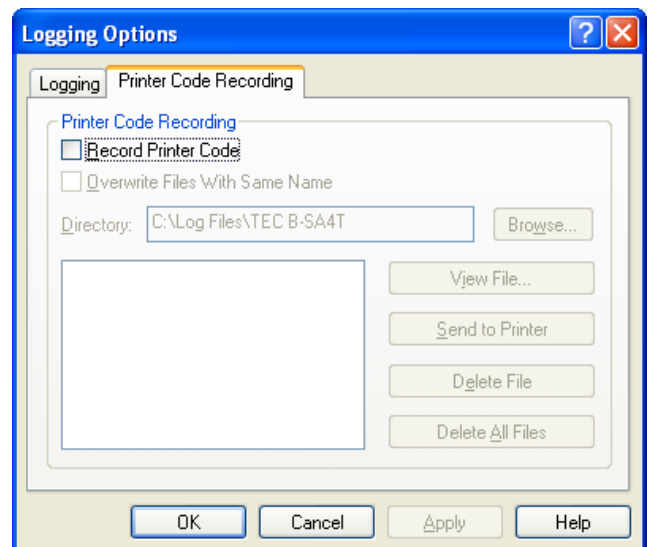 Logging Options
?
Logging
Printer Code Recording
Printer Code Recording
Record Printer Code
Overwrite Files With Same Name
Directory: C:\Log Files\TEC B-SA4T Browse...
View File...
Send to Printer
Delete File
Delete All Files
OK Cancel Apply Help